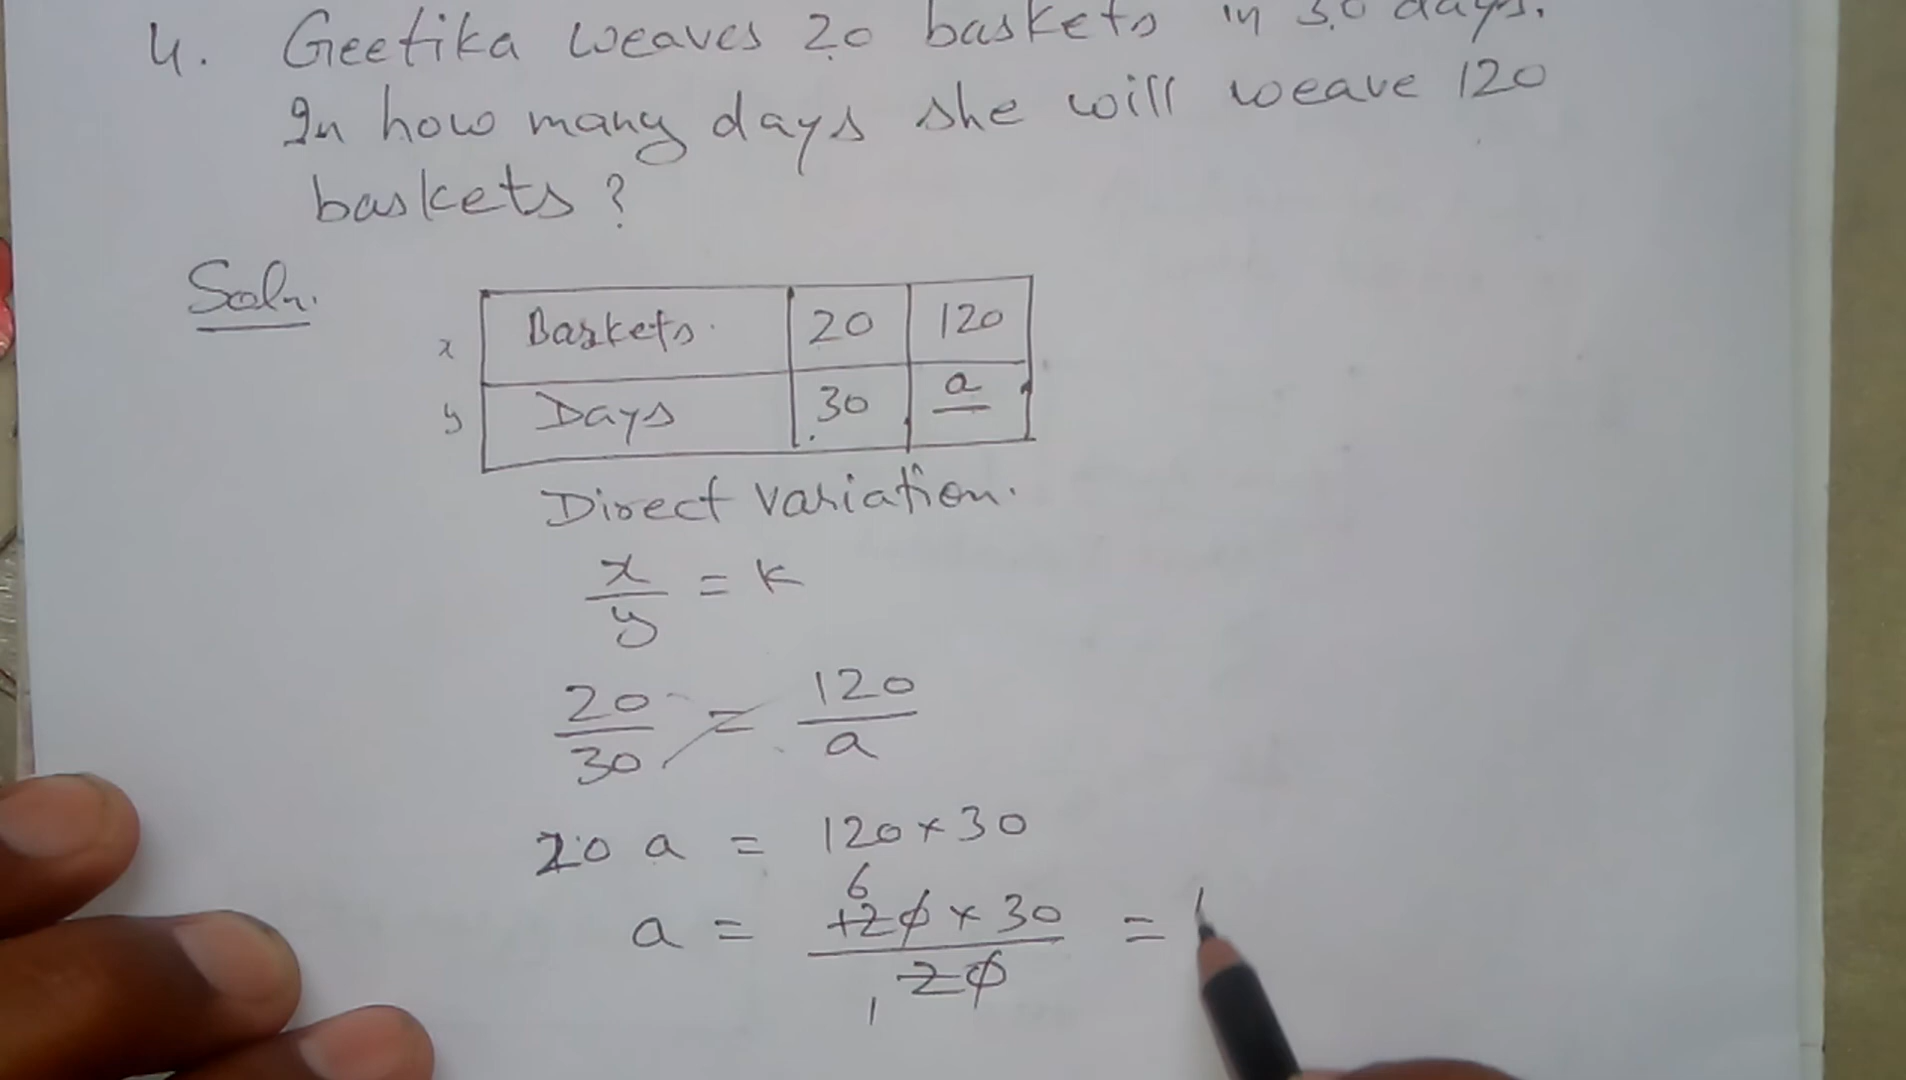 4. Geetika weaves 20 baskets in 30 days.
In how many days she will weave 120
baskets?
Soln.
x Baskets 20 120
y Days 30 a
Direct variation.
x/y = k
20/30 = 120/a
20 a = 120 × 30
a = 120 × 30 / 20 =
6
1